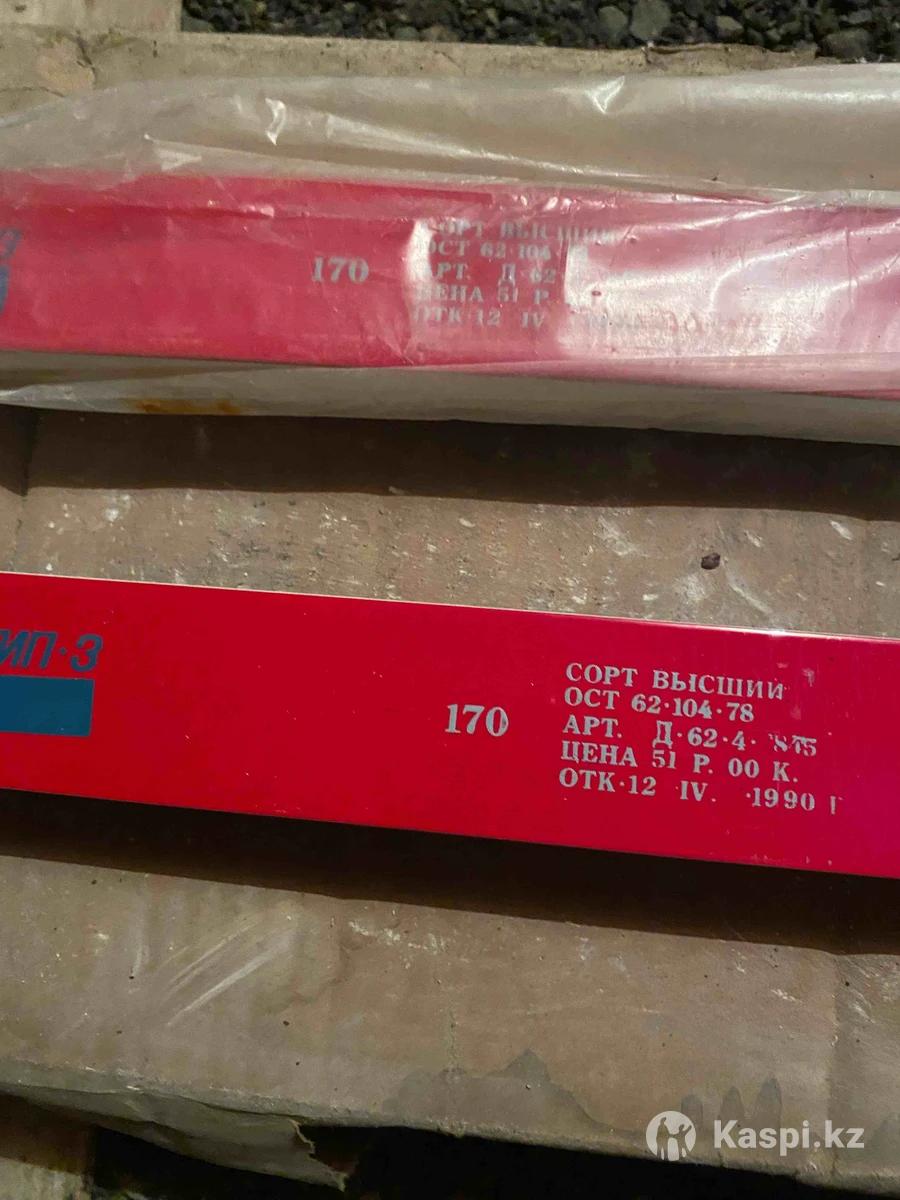 170
СОРТ ВЫСШИЙ
ОСТ 62·104
АРТ. Д·62
ЦЕНА 51 Р
ОТК·12 IV
ИП·3
170
СОРТ ВЫСШИЙ
ОСТ 62·104·78
АРТ. Д·62·4· 845
ЦЕНА 51 Р. 00 К.
ОТК·12 IV. ·1990 Г
Kaspi.kz